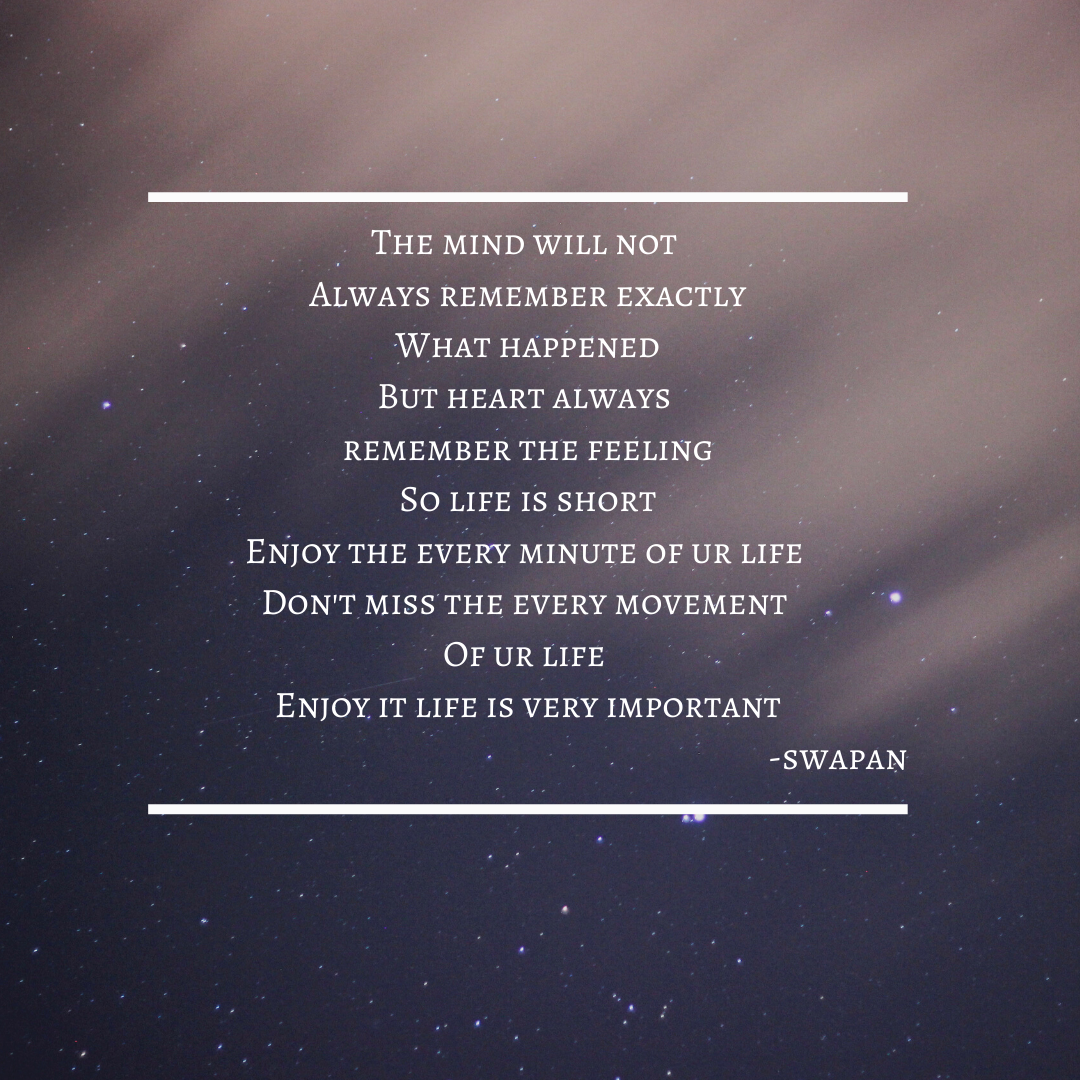 The mind will not
Always remember exactly
What happened
But heart always
remember the feeling
So life is short
Enjoy the every minute of ur life
Don't miss the every movement
Of ur life
Enjoy it life is very important
-swapan